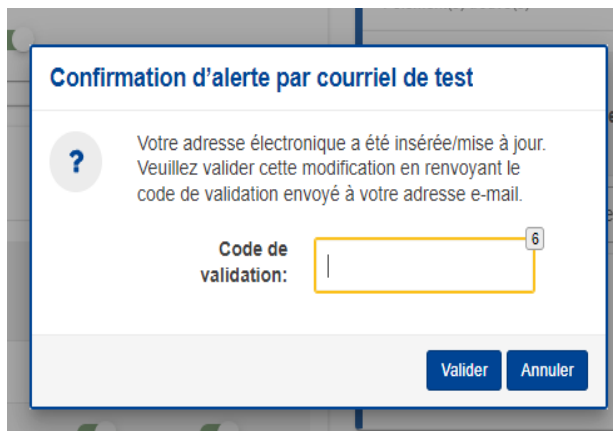 Confirmation d'alerte par courriel de test
?
Votre adresse électronique a été insérée/mise à jour.
Veuillez valider cette modification en renvoyant le
code de validation envoyé à votre adresse e-mail.
Code de
validation:
6
Valider
Annuler